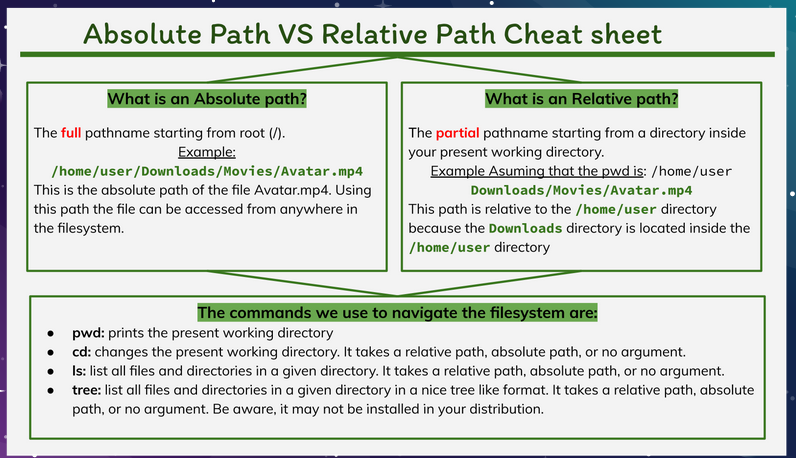 Absolute Path VS Relative Path Cheat sheet
What is an Absolute path?
The full pathname starting from root (/).
Example:
/home/user/Downloads/Movies/Avatar.mp4
This is the absolute path of the file Avatar.mp4. Using
this path the file can be accessed from anywhere in
the filesystem.
What is an Relative path?
The partial pathname starting from a directory inside
your present working directory.
Example Asuming that the pwd is: /home/user
Downloads/Movies/Avatar.mp4
This path is relative to the /home/user directory
because the Downloads directory is located inside the
/home/user directory
The commands we use to navigate the filesystem are:
● pwd: prints the present working directory
● cd: changes the present working directory. It takes a relative path, absolute path, or no argument.
● ls: list all files and directories in a given directory. It takes a relative path, absolute path, or no argument.
● tree: list all files and directories in a given directory in a nice tree like format. It takes a relative path, absolute
path, or no argument. Be aware, it may not be installed in your distribution.